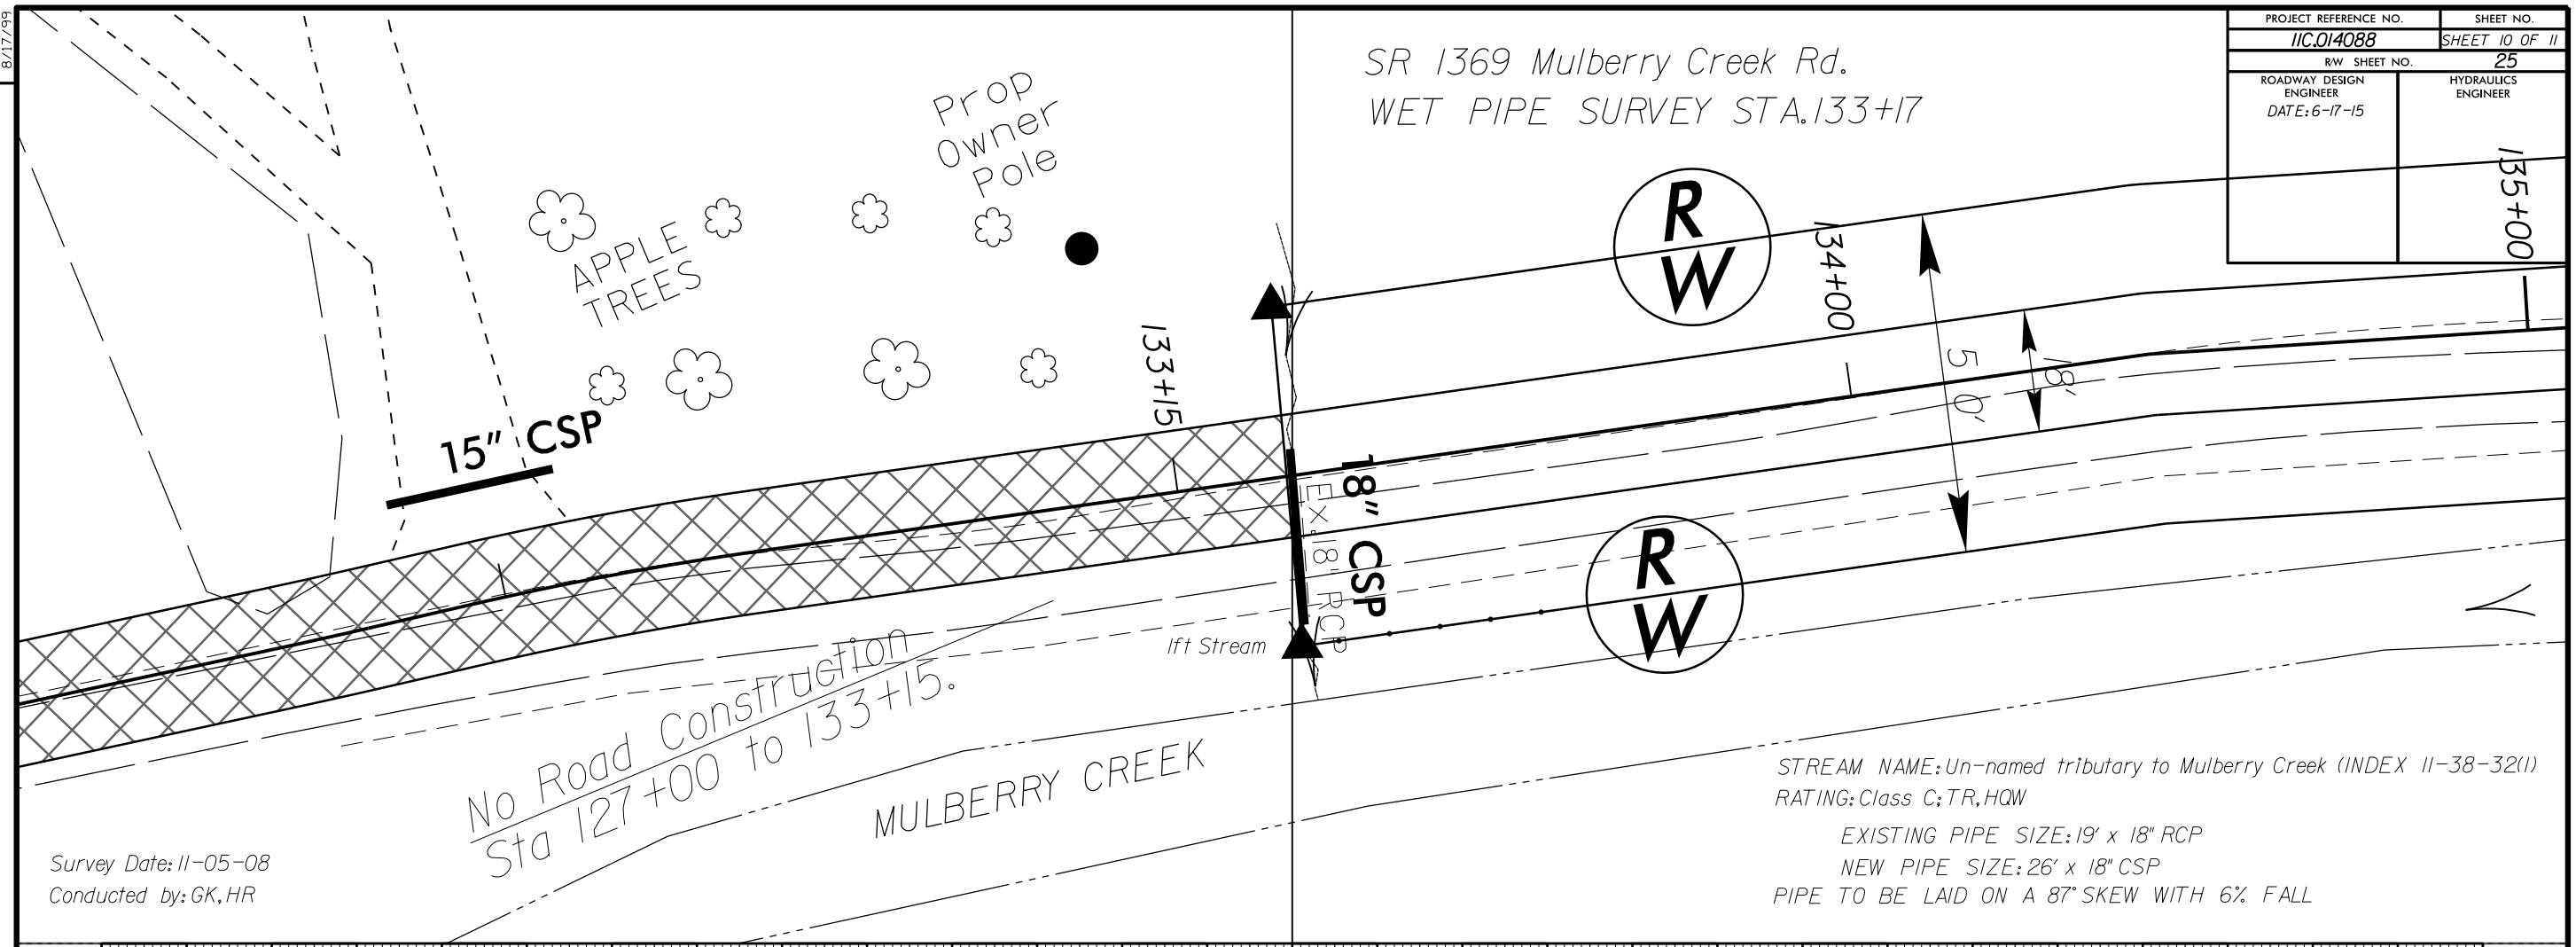 8/17/99
PROJECT REFERENCE NO.
SHEET NO.
11C.014088
SHEET 10 OF 11
RW SHEET NO.
25
ROADWAY DESIGN
ENGINEER
HYDRAULICS
ENGINEER
DATE: 6-17-15
SR 1369 Mulberry Creek Rd.
WET PIPE SURVEY STA. 133+17
Prop
Owner
Pole
APPLE
TREES
R
W
134+00
135+00
133+15
50'
18'
15" CSP
18" CSP
EX. 18" RCP
1ft Stream
R
W
No Road Construction
Sta 127+00 to 133+15.
MULBERRY CREEK
STREAM NAME: Un-named tributary to Mulberry Creek (INDEX 11-38-32(1)
RATING: Class C; TR, HQW
EXISTING PIPE SIZE: 19' x 18" RCP
NEW PIPE SIZE: 26' x 18" CSP
PIPE TO BE LAID ON A 87° SKEW WITH 6% FALL
Survey Date: 11-05-08
Conducted by: GK, HR